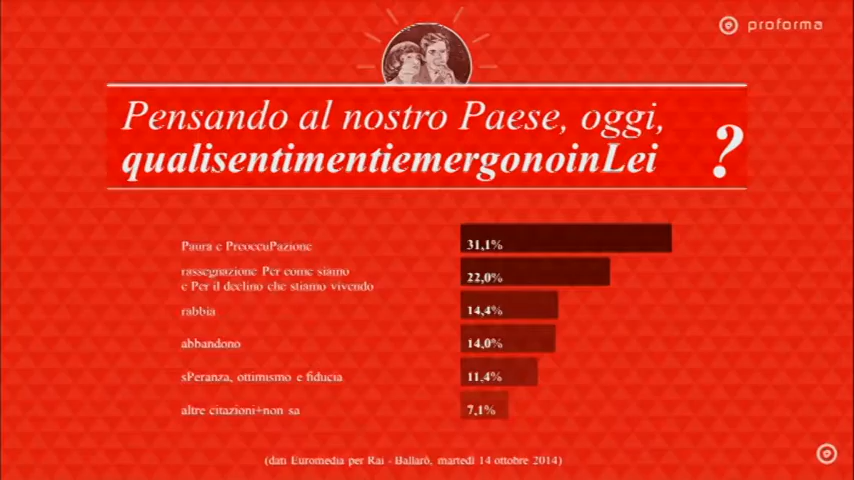 proforma
Pensando al nostro Paese, oggi,
qualisentimentiemergonoinLei
?
Paura e PreoccuPazione 31,1%
rassegnazione Per come siamo
e Per il declino che stiamo vivendo 22,0%
rabbia 14,4%
abbandono 14,0%
sPeranza, ottimismo e fiducia 11,4%
altre citazioni+non sa 7,1%
(dati Euromedia per Rai - Ballarò, martedì 14 ottobre 2014)